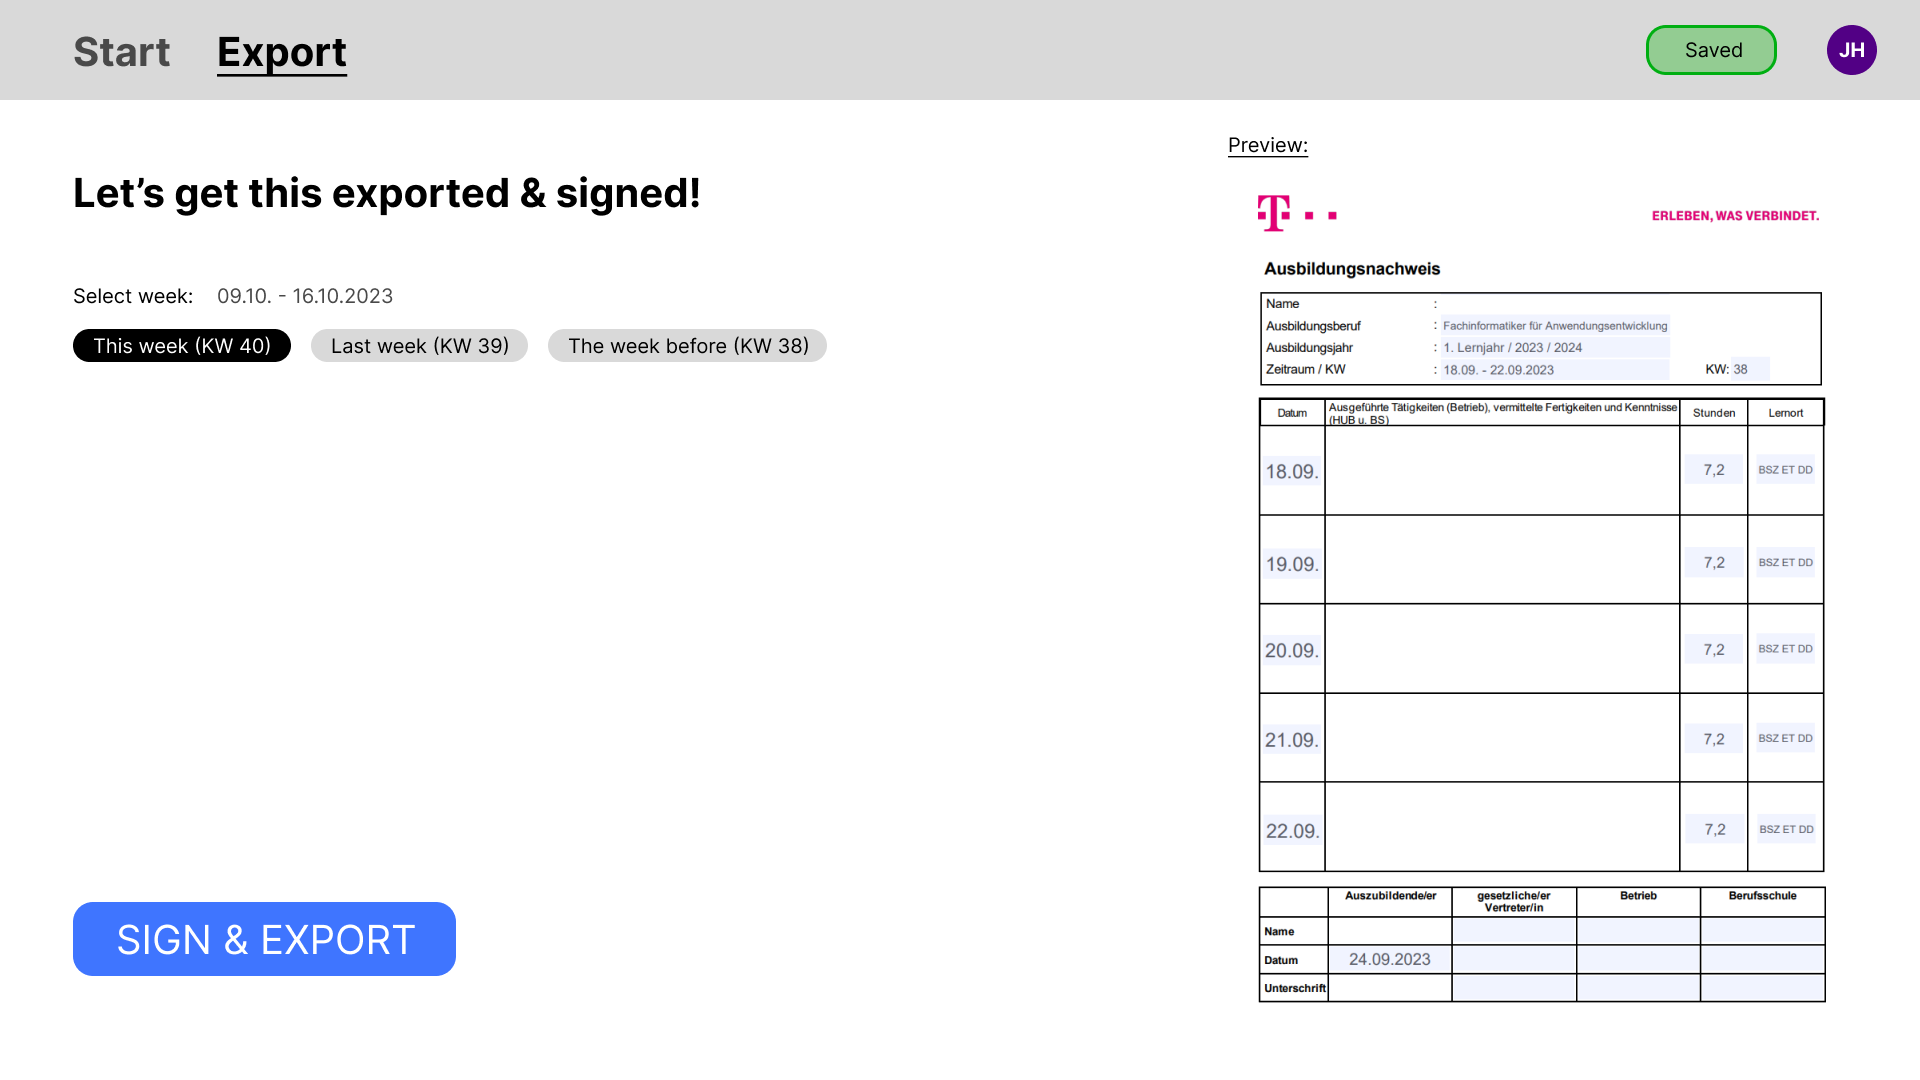 Start Export Saved JH
Let’s get this exported & signed!
Select week: 09.10. - 16.10.2023
This week (KW 40) Last week (KW 39) The week before (KW 38)
SIGN & EXPORT
Preview:
T ERLEBEN, WAS VERBINDET.
Ausbildungsnachweis
Name :
Ausbildungsberuf : Fachinformatiker für Anwendungsentwicklung
Ausbildungsjahr : 1. Lernjahr / 2023 / 2024
Zeitraum / KW : 18.09. - 22.09.2023 KW: 38
Datum Ausgeführte Tätigkeiten (Betrieb), vermittelte Fertigkeiten und Kenntnisse Stunden Lernort
(HUB u. BS)
18.09. 7,2 BSZ ET DD
19.09. 7,2 BSZ ET DD
20.09. 7,2 BSZ ET DD
21.09. 7,2 BSZ ET DD
22.09. 7,2 BSZ ET DD
Auszubildende/er gesetzliche/er Betrieb Berufsschule
Vertreter/in
Name
Datum 24.09.2023
Unterschrift